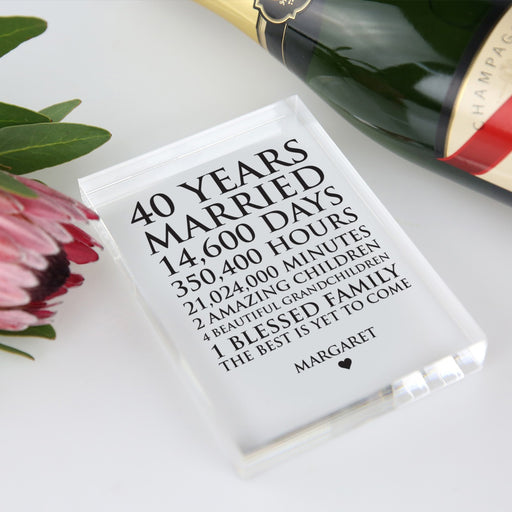 40 YEARS
MARRIED
14,600 DAYS
350,400 HOURS
21,024,000 MINUTES
2 AMAZING CHILDREN
4 BEAUTIFUL GRANDCHILDREN
1 BLESSED FAMILY
THE BEST IS YET TO COME
MARGARET
CHAMPA